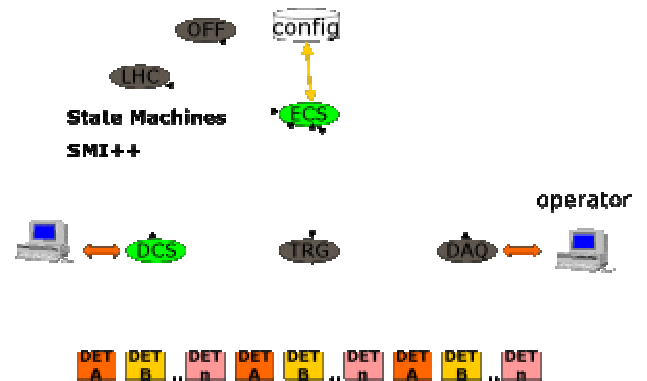 OFF
config
LHC
State Machines
ECS
SMI++
operator
DCS
TRG
DAQ
DET A
DET B
..
DET n
DET A
DET B
..
DET n
DET A
DET B
..
DET n